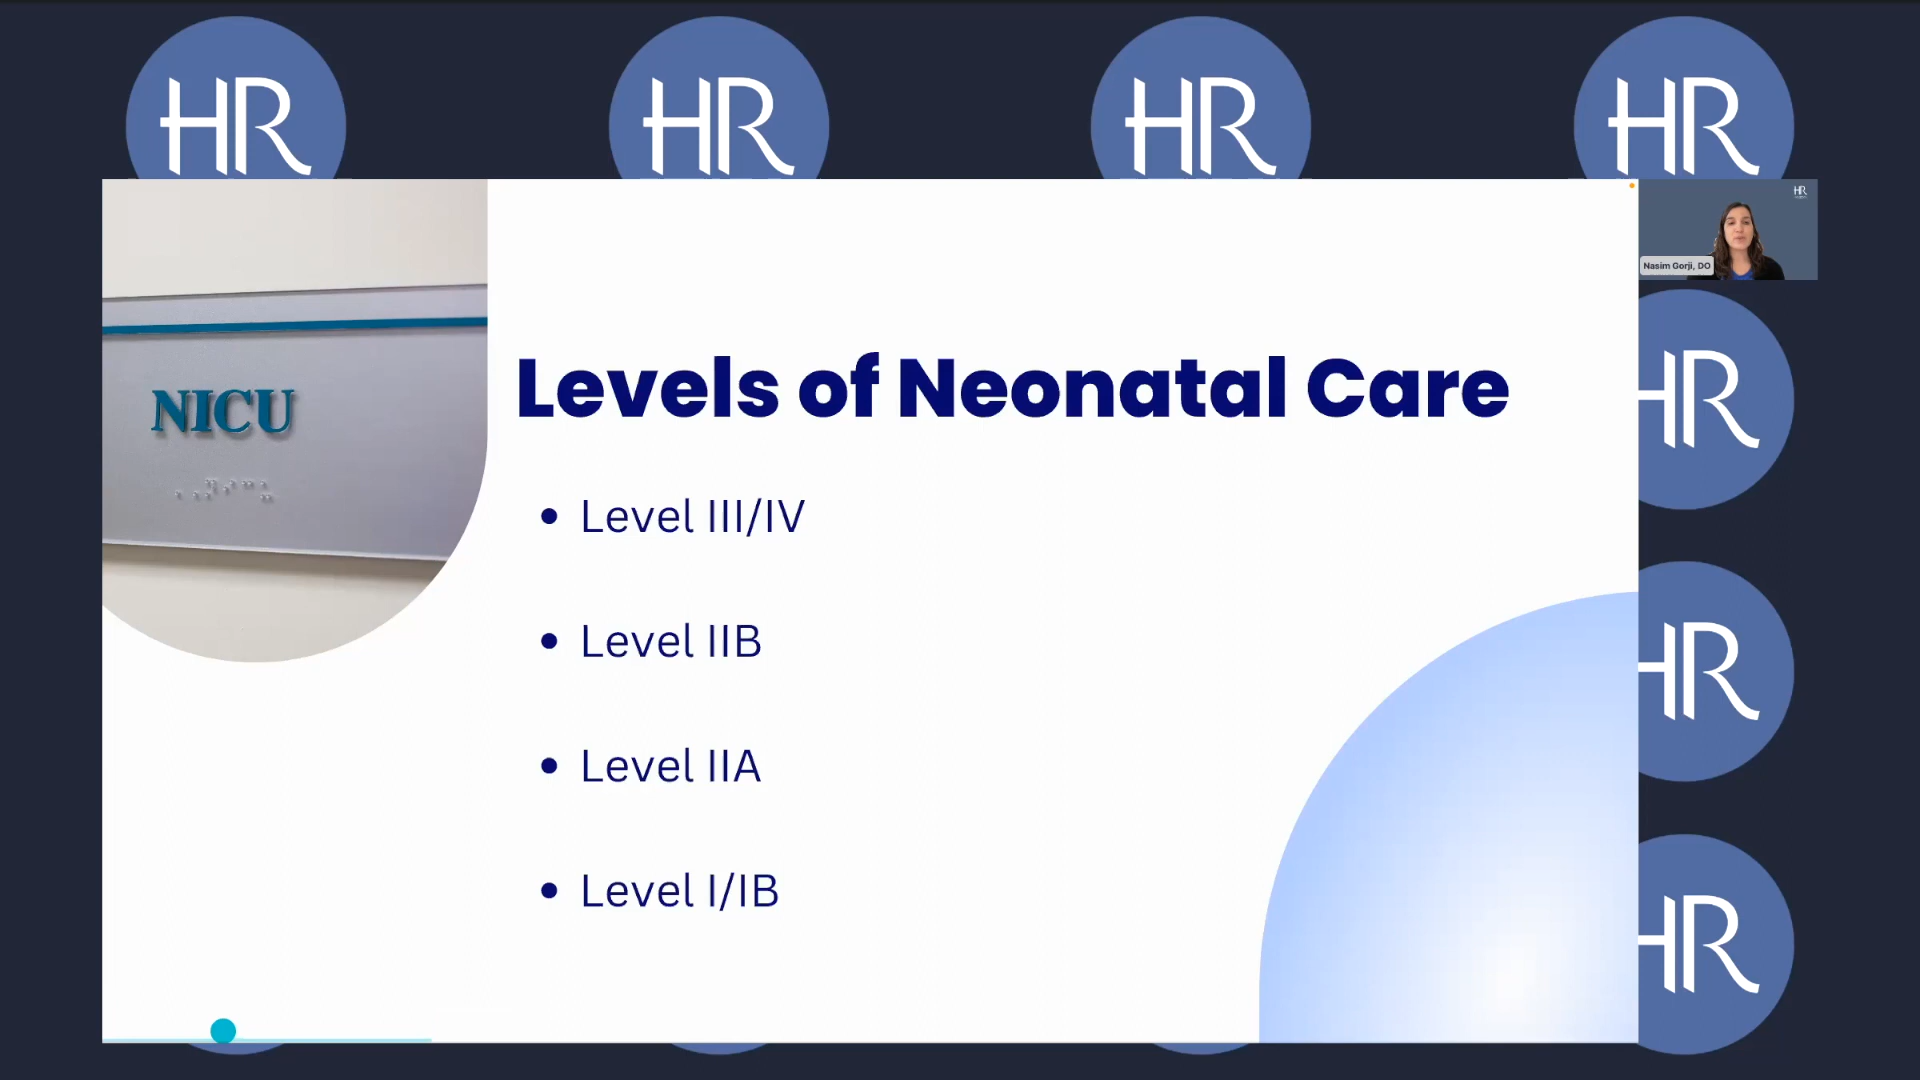 HR
HR
HR
HR
NICU
Levels of Neonatal Care
• Level III/IV
• Level IIB
• Level IIA
• Level I/IB
HR
Nasim Gorji, DO
HR
HR
HR